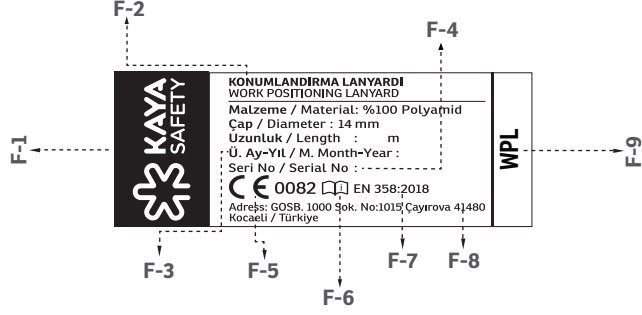 F-2
F-4
F-1
KAYA
SAFETY
KONUMLANDIRMA LANYARDI
WORK POSITIONING LANYARD
Malzeme / Material: %100 Polyamid
Çap / Diameter : 14 mm
Uzunluk / Length : m
Ü. Ay-Yıl / M. Month-Year :
Seri No / Serial No :
CE 0082 i EN 358:2018
Adress: GOSB. 1000 Sok. No:1015 Çayırova 41480
Kocaeli / Türkiye
WPL
F-9
F-3
F-5
F-6
F-7
F-8